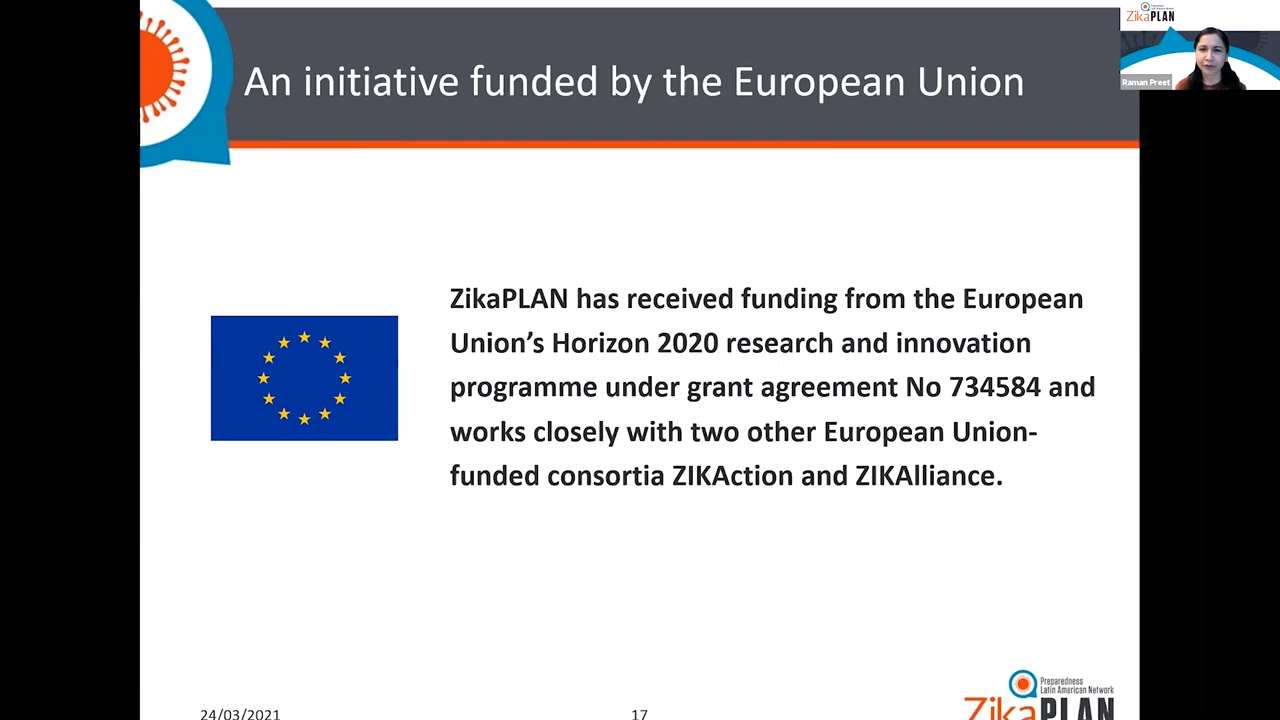 An initiative funded by the European Union
ZikaPLAN
Raman Preet
ZikaPLAN has received funding from the European
Union’s Horizon 2020 research and innovation
programme under grant agreement No 734584 and
works closely with two other European Union-
funded consortia ZIKAction and ZIKAlliance.
Preparedness
Latin American Network
ZikaPLAN
24/03/2021
17